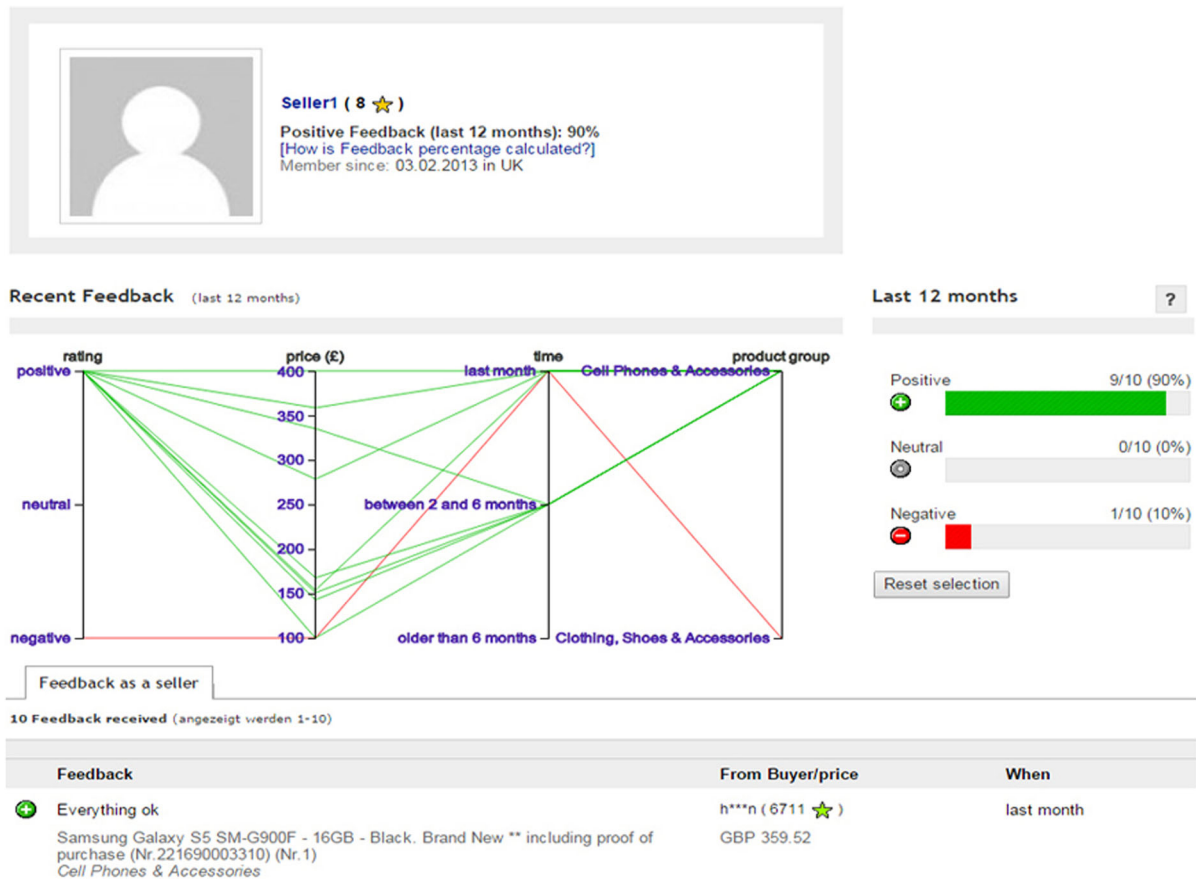 Seller1 ( 8 )
Positive Feedback (last 12 months): 90%
[How is Feedback percentage calculated?]
Member since: 03.02.2013 in UK
Recent Feedback (last 12 months)
rating
price (£)
time
product group
positive
neutral
negative
400
350
300
250
200
150
100
last month
between 2 and 6 months
older than 6 months
Cell Phones & Accessories
Clothing, Shoes & Accessories
Last 12 months ?
Positive 9/10 (90%)
Neutral 0/10 (0%)
Negative 1/10 (10%)
Reset selection
Feedback as a seller
10 Feedback received (angezeigt werden 1-10)
Feedback From Buyer/price When
Everything ok h***n ( 6711 ) last month
Samsung Galaxy S5 SM-G900F - 16GB - Black. Brand New ** including proof of GBP 359.52
purchase (Nr.221690003310) (Nr.1)
Cell Phones & Accessories